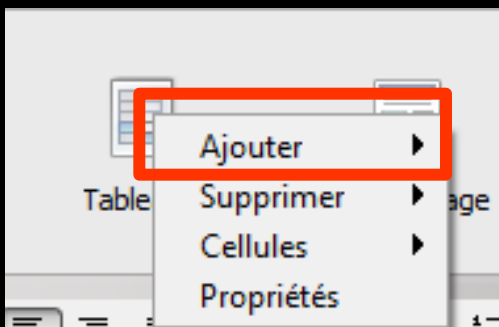 Ajouter
Table
Supprimer
age
Cellules
Propriétés